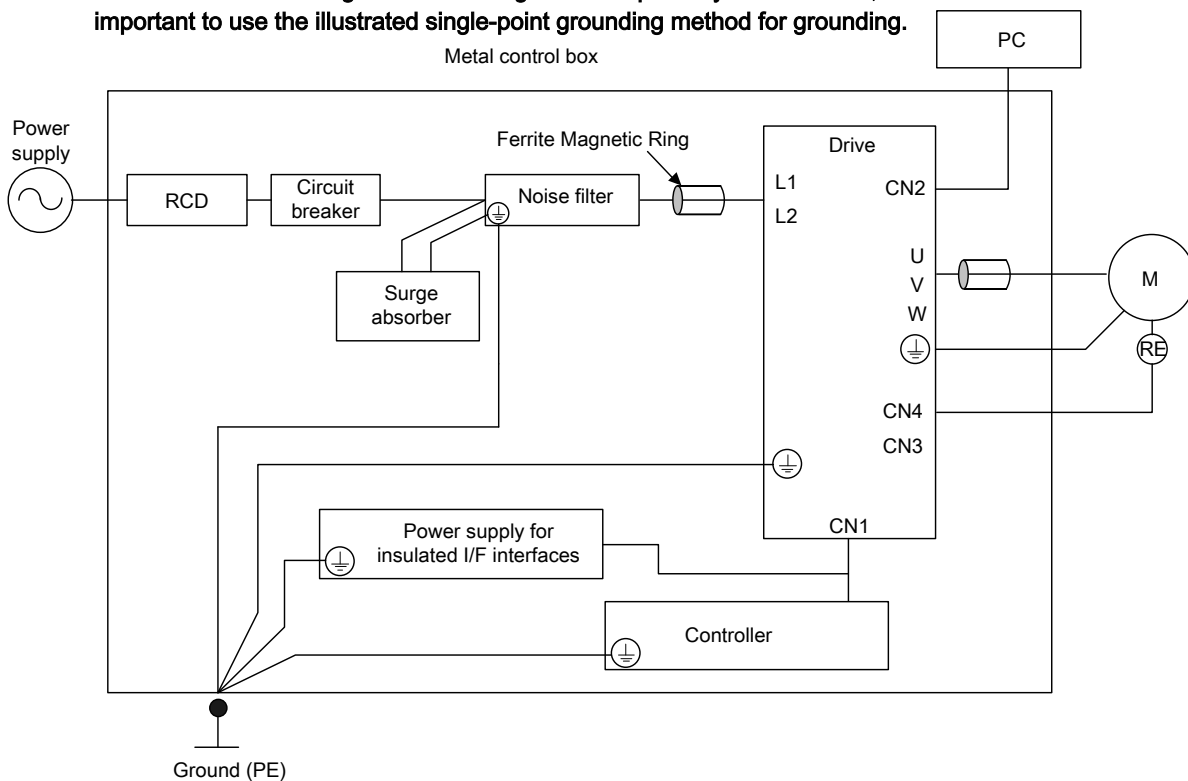 important to use the illustrated single-point grounding method for grounding.
Metal control box
PC
Power
supply
RCD
Circuit
breaker
Surge
absorber
Noise filter
Ferrite Magnetic Ring
Drive
L1
L2
CN2
U
V
W
CN4
CN3
CN1
M
RE
Power supply for
insulated I/F interfaces
Controller
Ground (PE)